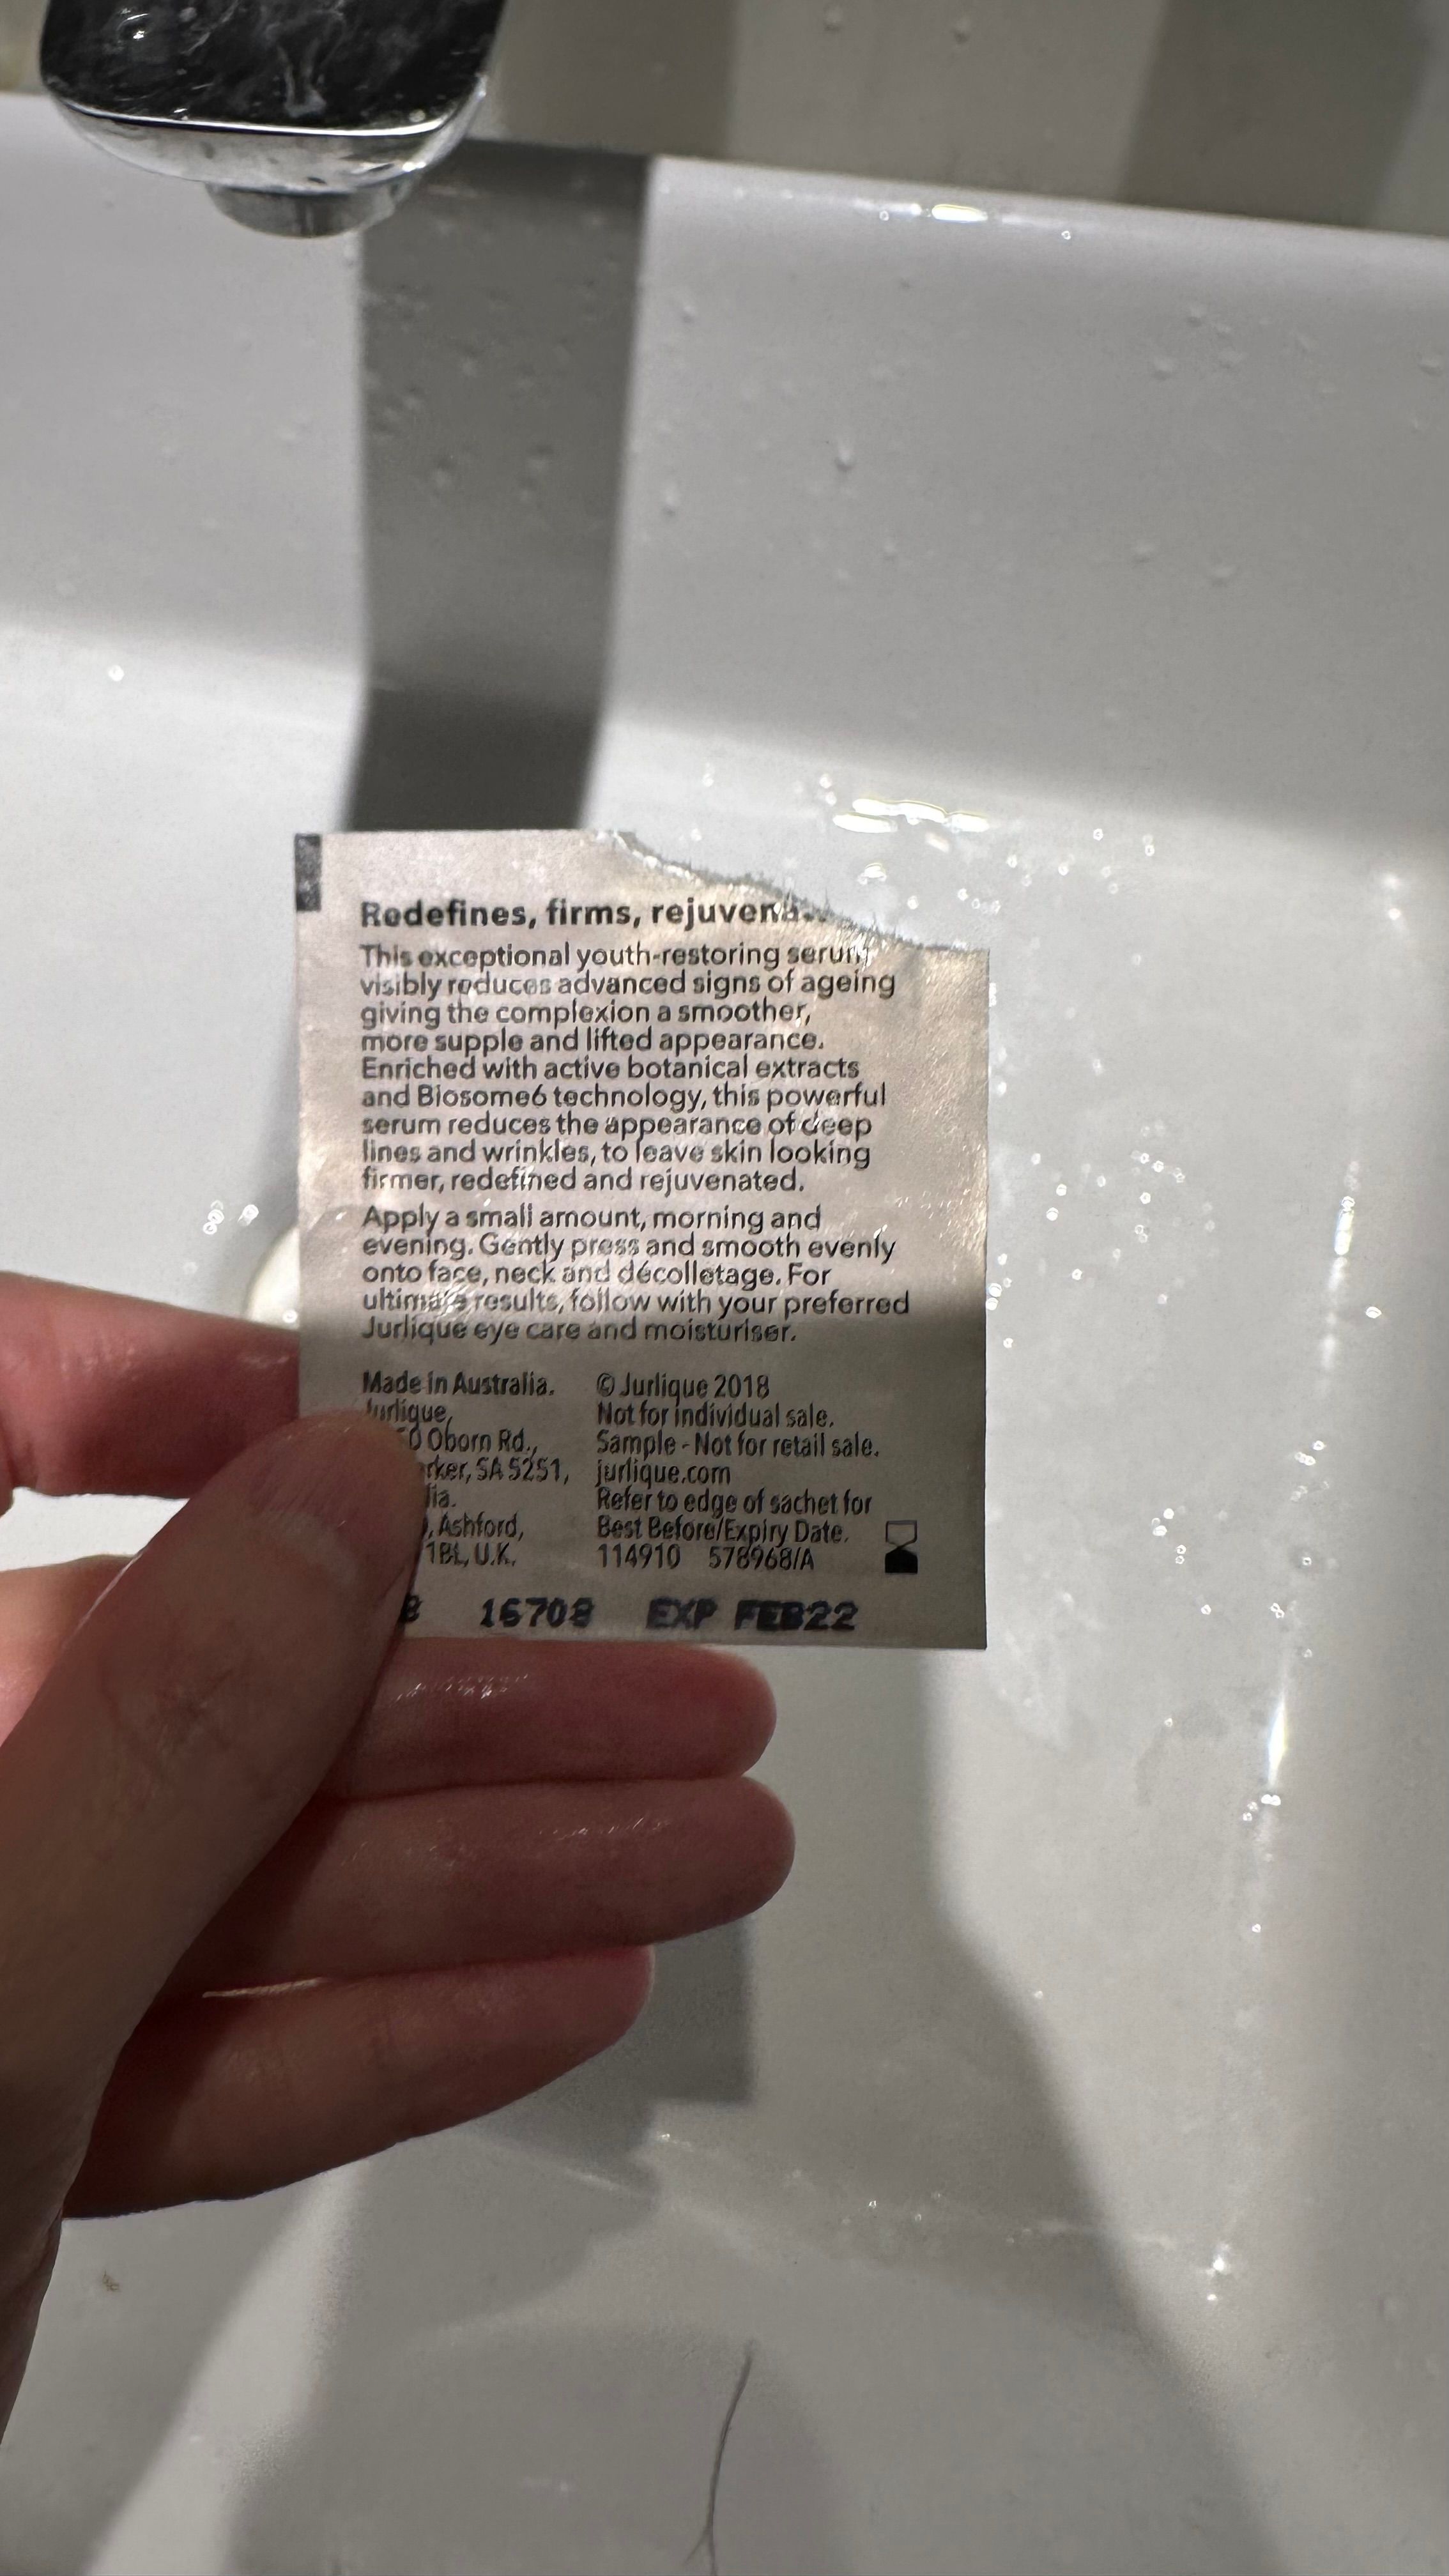 Redefines, firms,
This exceptional youth-restoring serum
visibly reduces advanced signs of ageing
giving the complexion a smoother,
more supple and lifted appearance.
Enriched with active botanical extracts
and Biosome6 technology, this powerful
serum reduces the appearance of deep
lines and wrinkles, to leave skin looking
firmer, redefined and rejuvenated.
Apply a small amount, morning and
evening. Gently press and smooth evenly
onto face, neck and décolletage. For
ultimate results, follow with your preferred
Jurlique eye care and moisturiser.
Made in Australia.
Jurlique,
Oborn Rd.,
SA 5251,
Ashford,
1BL, U.K.
© Jurlique 2018
Not for individual sale.
Sample - Not for retail sale.
jurlique.com
Refer to edge of sachet for
Best Before/Expiry Date.
114910 578968/A
16708 EXP FEB22